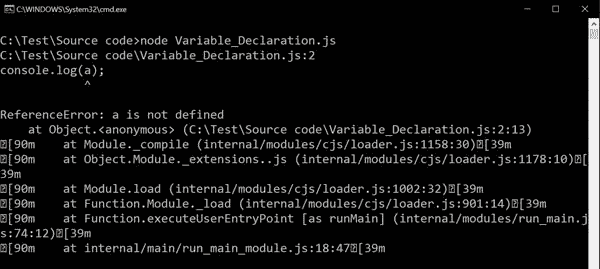 C:\WINDOWS\System32\cmd.exe
C:\Test\Source code>node Variable_Declaration.js
C:\Test\Source code\Variable_Declaration.js:2
console.log(a);
^
ReferenceError: a is not defined
at Object.<anonymous> (C:\Test\Source code\Variable_Declaration.js:2:13)
⍰[90m    at Module._compile (internal/modules/cjs/loader.js:1158:30)⍰[39m
⍰[90m    at Object.Module._extensions..js (internal/modules/cjs/loader.js:1178:10)⍰[
39m
⍰[90m    at Module.load (internal/modules/cjs/loader.js:1002:32)⍰[39m
⍰[90m    at Function.Module._load (internal/modules/cjs/loader.js:901:14)⍰[39m
⍰[90m    at Function.executeUserEntryPoint [as runMain] (internal/modules/run_main.j
s:74:12)⍰[39m
⍰[90m    at internal/main/run_main_module.js:18:47⍰[39m